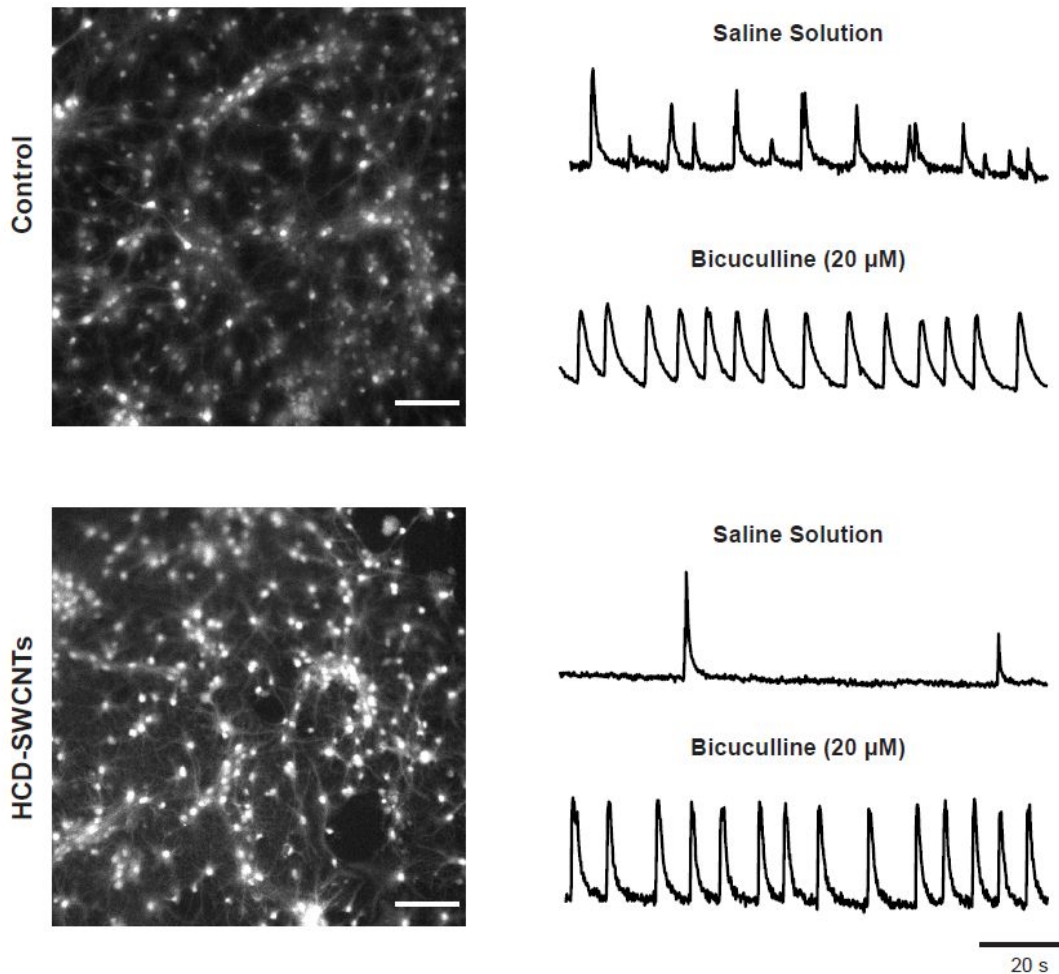 Control
Saline Solution
Bicuculline (20 µM)
HCD-SWCNTs
Saline Solution
Bicuculline (20 µM)
20 s